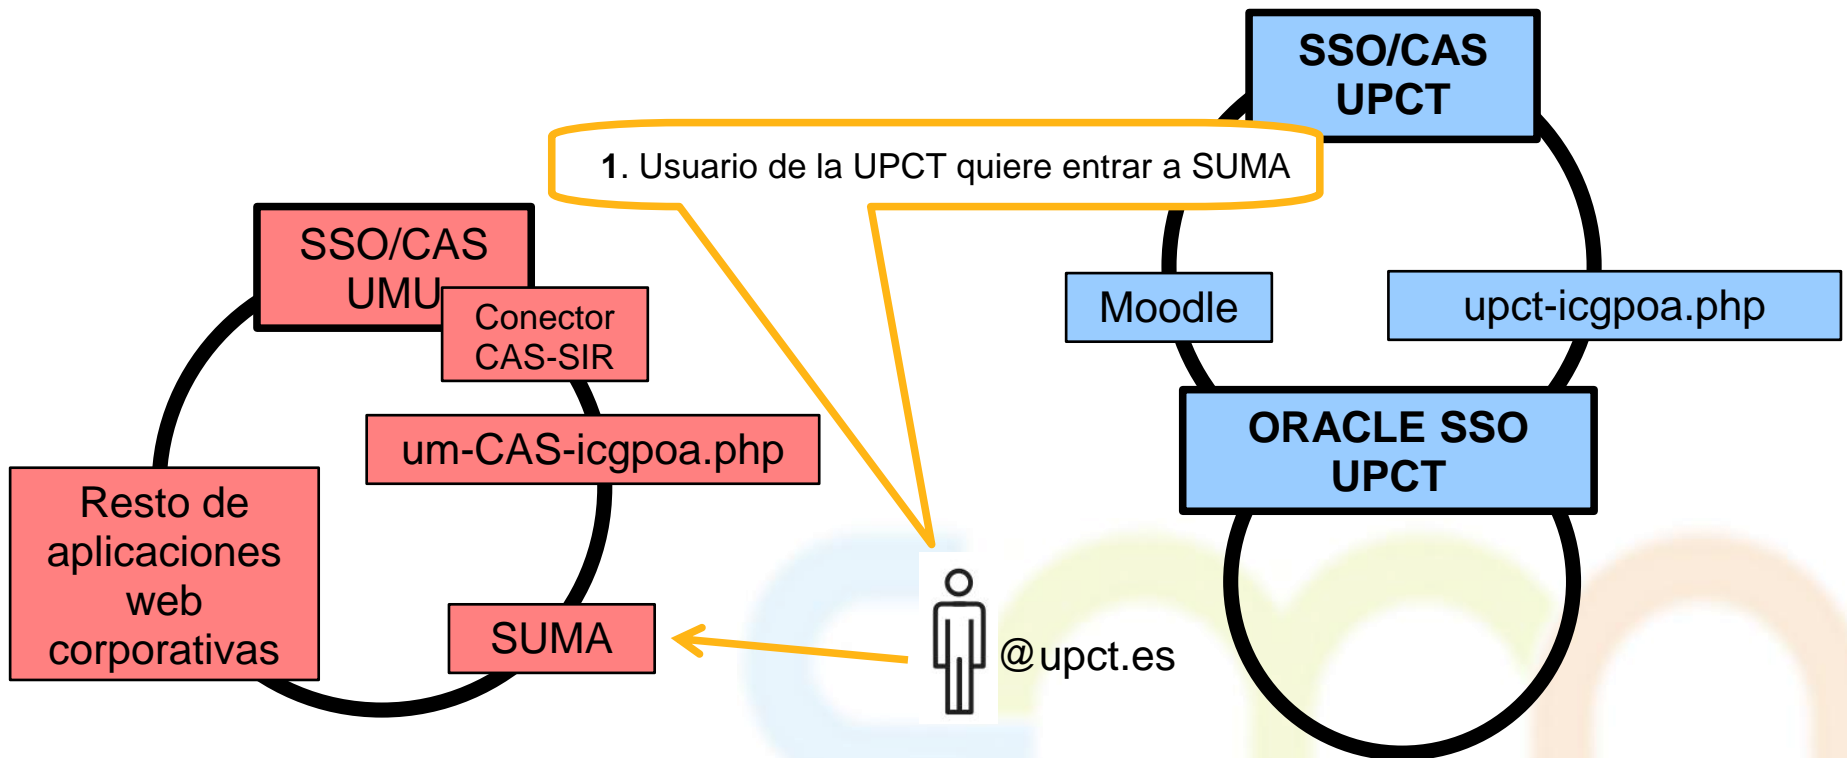 SSO/CAS
UPCT
1. Usuario de la UPCT quiere entrar a SUMA
SSO/CAS
UMU
Conector
CAS-SIR
Moodle
upct-icgpoa.php
um-CAS-icgpoa.php
ORACLE SSO
UPCT
Resto de
aplicaciones
web
corporativas
SUMA
@upct.es